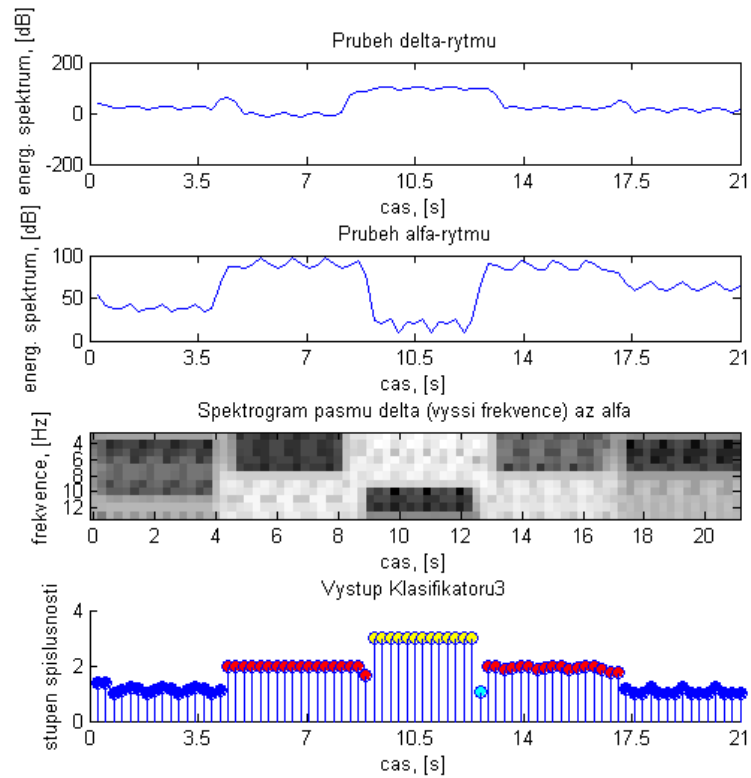 Prubeh delta-rytmu
energ. spektrum, [dB]
200
0
-200
0 3.5 7 10.5 14 17.5 21
cas, [s]
Prubeh alfa-rytmu
energ. spektrum, [dB]
100
50
0
0 3.5 7 10.5 14 17.5 21
cas, [s]
Spektrogram pasmu delta (vyssi frekvence) az alfa
frekvence, [Hz]
4
6
8
10
12
0 2 4 6 8 10 12 14 16 18 20
cas, [s]
Vystup Klasifikatoru3
stupen spislusnosti
4
2
0
0 3.5 7 10.5 14 17.5 21
cas, [s]